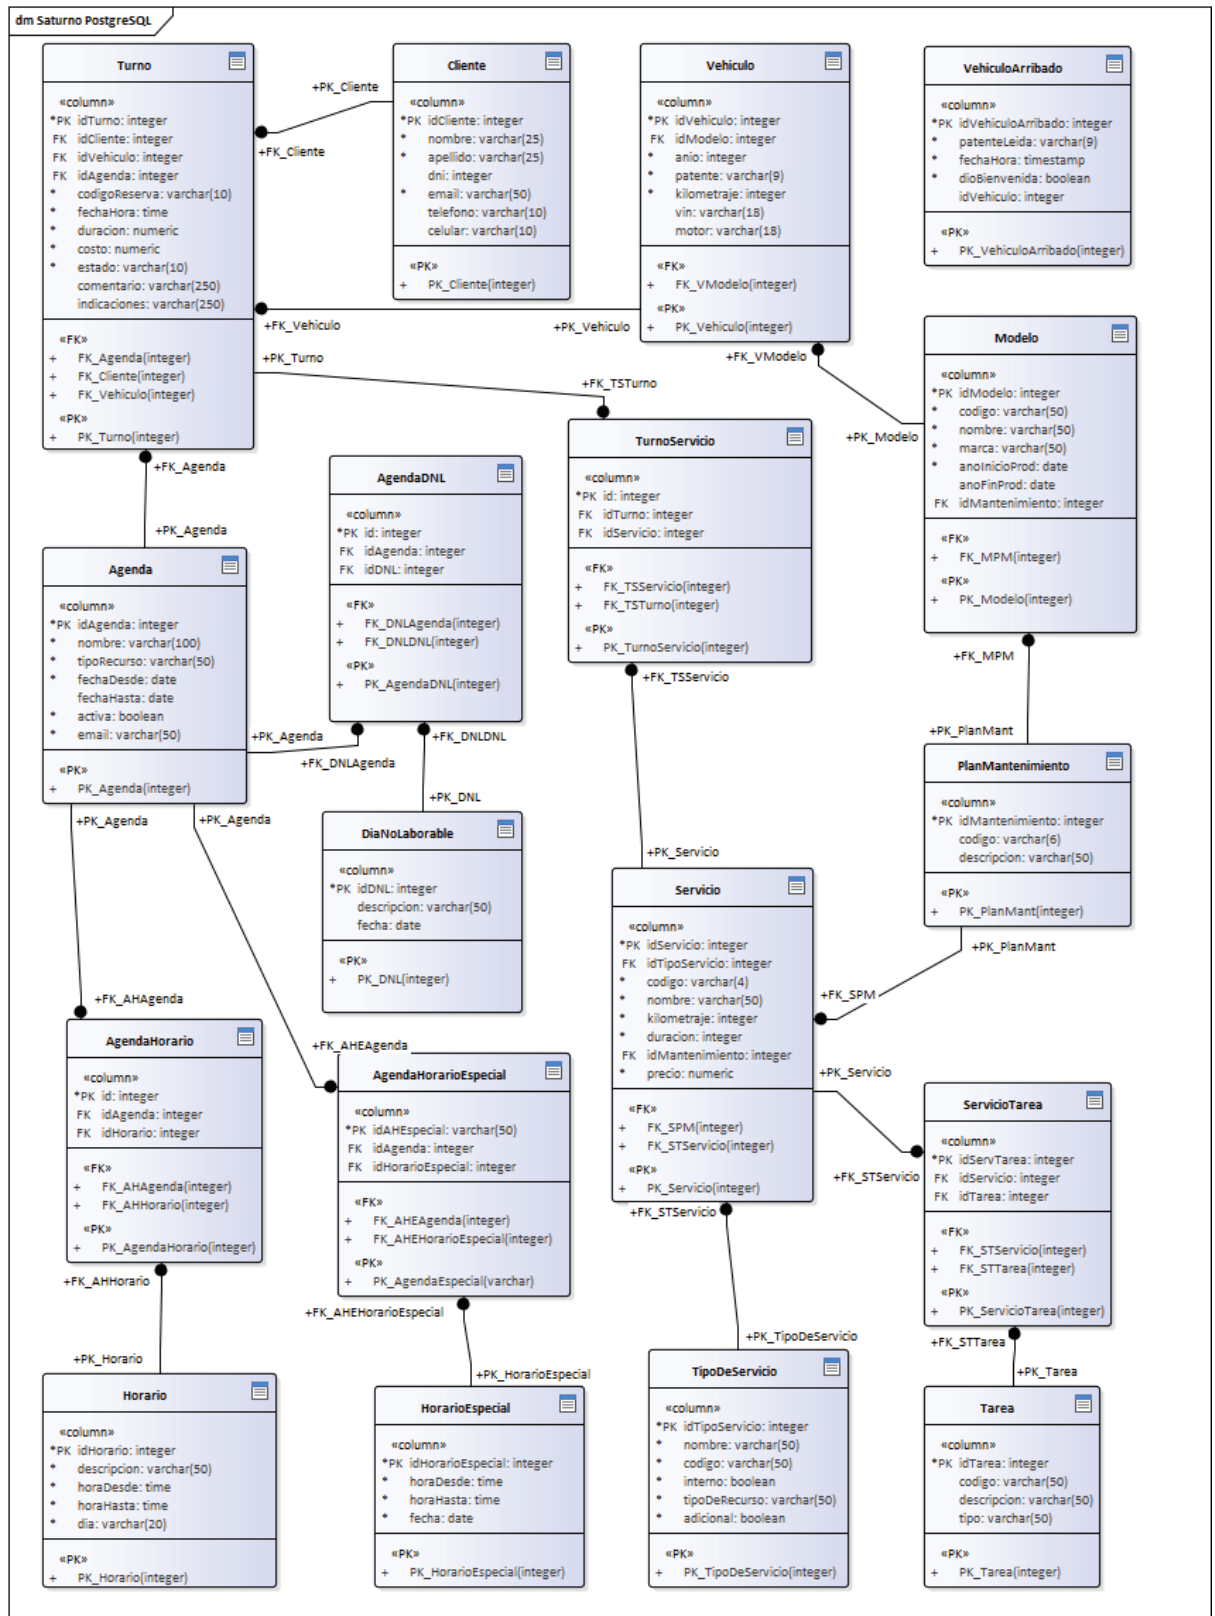 dm Saturno PostgreSQL
Turno
«column»
*PK idTurno: integer
FK idCliente: integer
FK idVehiculo: integer
FK idAgenda: integer
* codigoReserva: varchar(10)
* fechaHora: time
* duracion: numeric
* costo: numeric
* estado: varchar(10)
comentario: varchar(250)
indicaciones: varchar(250)
«FK»
+ FK_Agenda(integer)
+ FK_Cliente(integer)
+ FK_Vehiculo(integer)
«PK»
+ PK_Turno(integer)
+PK_Cliente
+FK_Cliente
Cliente
«column»
*PK idCliente: integer
* nombre: varchar(25)
* apellido: varchar(25)
dni: integer
* email: varchar(50)
telefono: varchar(10)
celular: varchar(10)
«PK»
+ PK_Cliente(integer)
Vehiculo
«column»
*PK idVehiculo: integer
FK idModelo: integer
* anio: integer
* patente: varchar(9)
* kilometraje: integer
vin: varchar(18)
motor: varchar(18)
«FK»
+ FK_VModelo(integer)
«PK»
+ PK_Vehiculo(integer)
VehiculoArribado
«column»
*PK idVehiculoArribado: integer
* patenteLeida: varchar(9)
* fechaHora: timestamp
* dioBienvenida: boolean
idVehiculo: integer
«PK»
+ PK_VehiculoArribado(integer)
+FK_Vehiculo
+PK_Vehiculo
+FK_VModelo
+PK_Modelo
Modelo
«column»
*PK idModelo: integer
* codigo: varchar(50)
* nombre: varchar(50)
* marca: varchar(50)
* anoInicioProd: date
anoFinProd: date
FK idMantenimiento: integer
«FK»
+ FK_MPM(integer)
«PK»
+ PK_Modelo(integer)
+PK_Turno
+FK_TSTurno
TurnoServicio
«column»
*PK id: integer
FK idTurno: integer
FK idServicio: integer
«FK»
+ FK_TSServicio(integer)
+ FK_TSTurno(integer)
«PK»
+ PK_TurnoServicio(integer)
+FK_Agenda
+PK_Agenda
AgendaDNL
«column»
*PK id: integer
FK idAgenda: integer
FK idDNL: integer
«FK»
+ FK_DNLAgenda(integer)
+ FK_DNLDNL(integer)
«PK»
+ PK_AgendaDNL(integer)
Agenda
«column»
*PK idAgenda: integer
* nombre: varchar(100)
* tipoRecurso: varchar(50)
* fechaDesde: date
fechaHasta: date
* activa: boolean
* email: varchar(50)
«PK»
+ PK_Agenda(integer)
+PK_Agenda
+FK_DNLAgenda
+FK_DNLDNL
+PK_DNL
+FK_TSServicio
+PK_Servicio
+FK_MPM
+PK_PlanMant
PlanMantenimiento
«column»
*PK idMantenimiento: integer
codigo: varchar(6)
descripcion: varchar(50)
«PK»
+ PK_PlanMant(integer)
+PK_PlanMant
+FK_SPM
+PK_Agenda
+PK_Agenda
DiaNoLaborable
«column»
*PK idDNL: integer
descripcion: varchar(50)
fecha: date
«PK»
+ PK_DNL(integer)
Servicio
«column»
*PK idServicio: integer
FK idTipoServicio: integer
* codigo: varchar(4)
* nombre: varchar(50)
* kilometraje: integer
* duracion: integer
FK idMantenimiento: integer
* precio: numeric
«FK»
+ FK_SPM(integer)
+ FK_STServicio(integer)
«PK»
+ PK_Servicio(integer)
+FK_AHAgenda
+FK_AHEAgenda
AgendaHorario
«column»
*PK id: integer
FK idAgenda: integer
FK idHorario: integer
«FK»
+ FK_AHAgenda(integer)
+ FK_AHHorario(integer)
«PK»
+ PK_AgendaHorario(integer)
AgendaHorarioEspecial
«column»
*PK idAHEspecial: varchar(50)
FK idAgenda: integer
FK idHorarioEspecial: integer
«FK»
+ FK_AHEAgenda(integer)
+ FK_AHEHorarioEspecial(integer)
«PK»
+ PK_AgendaEspecial(varchar)
+PK_Servicio
+FK_STServicio
ServicioTarea
«column»
*PK idServTarea: integer
FK idServicio: integer
FK idTarea: integer
«FK»
+ FK_STServicio(integer)
+ FK_STTarea(integer)
«PK»
+ PK_ServicioTarea(integer)
+FK_STServicio
+PK_TipoDeServicio
+FK_AHHorario
+PK_Horario
+FK_AHEHorarioEspecial
+PK_HorarioEspecial
+FK_STTarea
+PK_Tarea
Horario
«column»
*PK idHorario: integer
* descripcion: varchar(50)
* horaDesde: time
* horaHasta: time
* dia: varchar(20)
«PK»
+ PK_Horario(integer)
HorarioEspecial
«column»
*PK idHorarioEspecial: integer
* horaDesde: time
* horaHasta: time
* fecha: date
«PK»
+ PK_HorarioEspecial(integer)
TipoDeServicio
«column»
*PK idTipoServicio: integer
* nombre: varchar(50)
* codigo: varchar(50)
* interno: boolean
* tipoDeRecurso: varchar(50)
* adicional: boolean
«PK»
+ PK_TipoDeServicio(integer)
Tarea
«column»
*PK idTarea: integer
codigo: varchar(50)
descripcion: varchar(50)
tipo: varchar(50)
«PK»
+ PK_Tarea(integer)